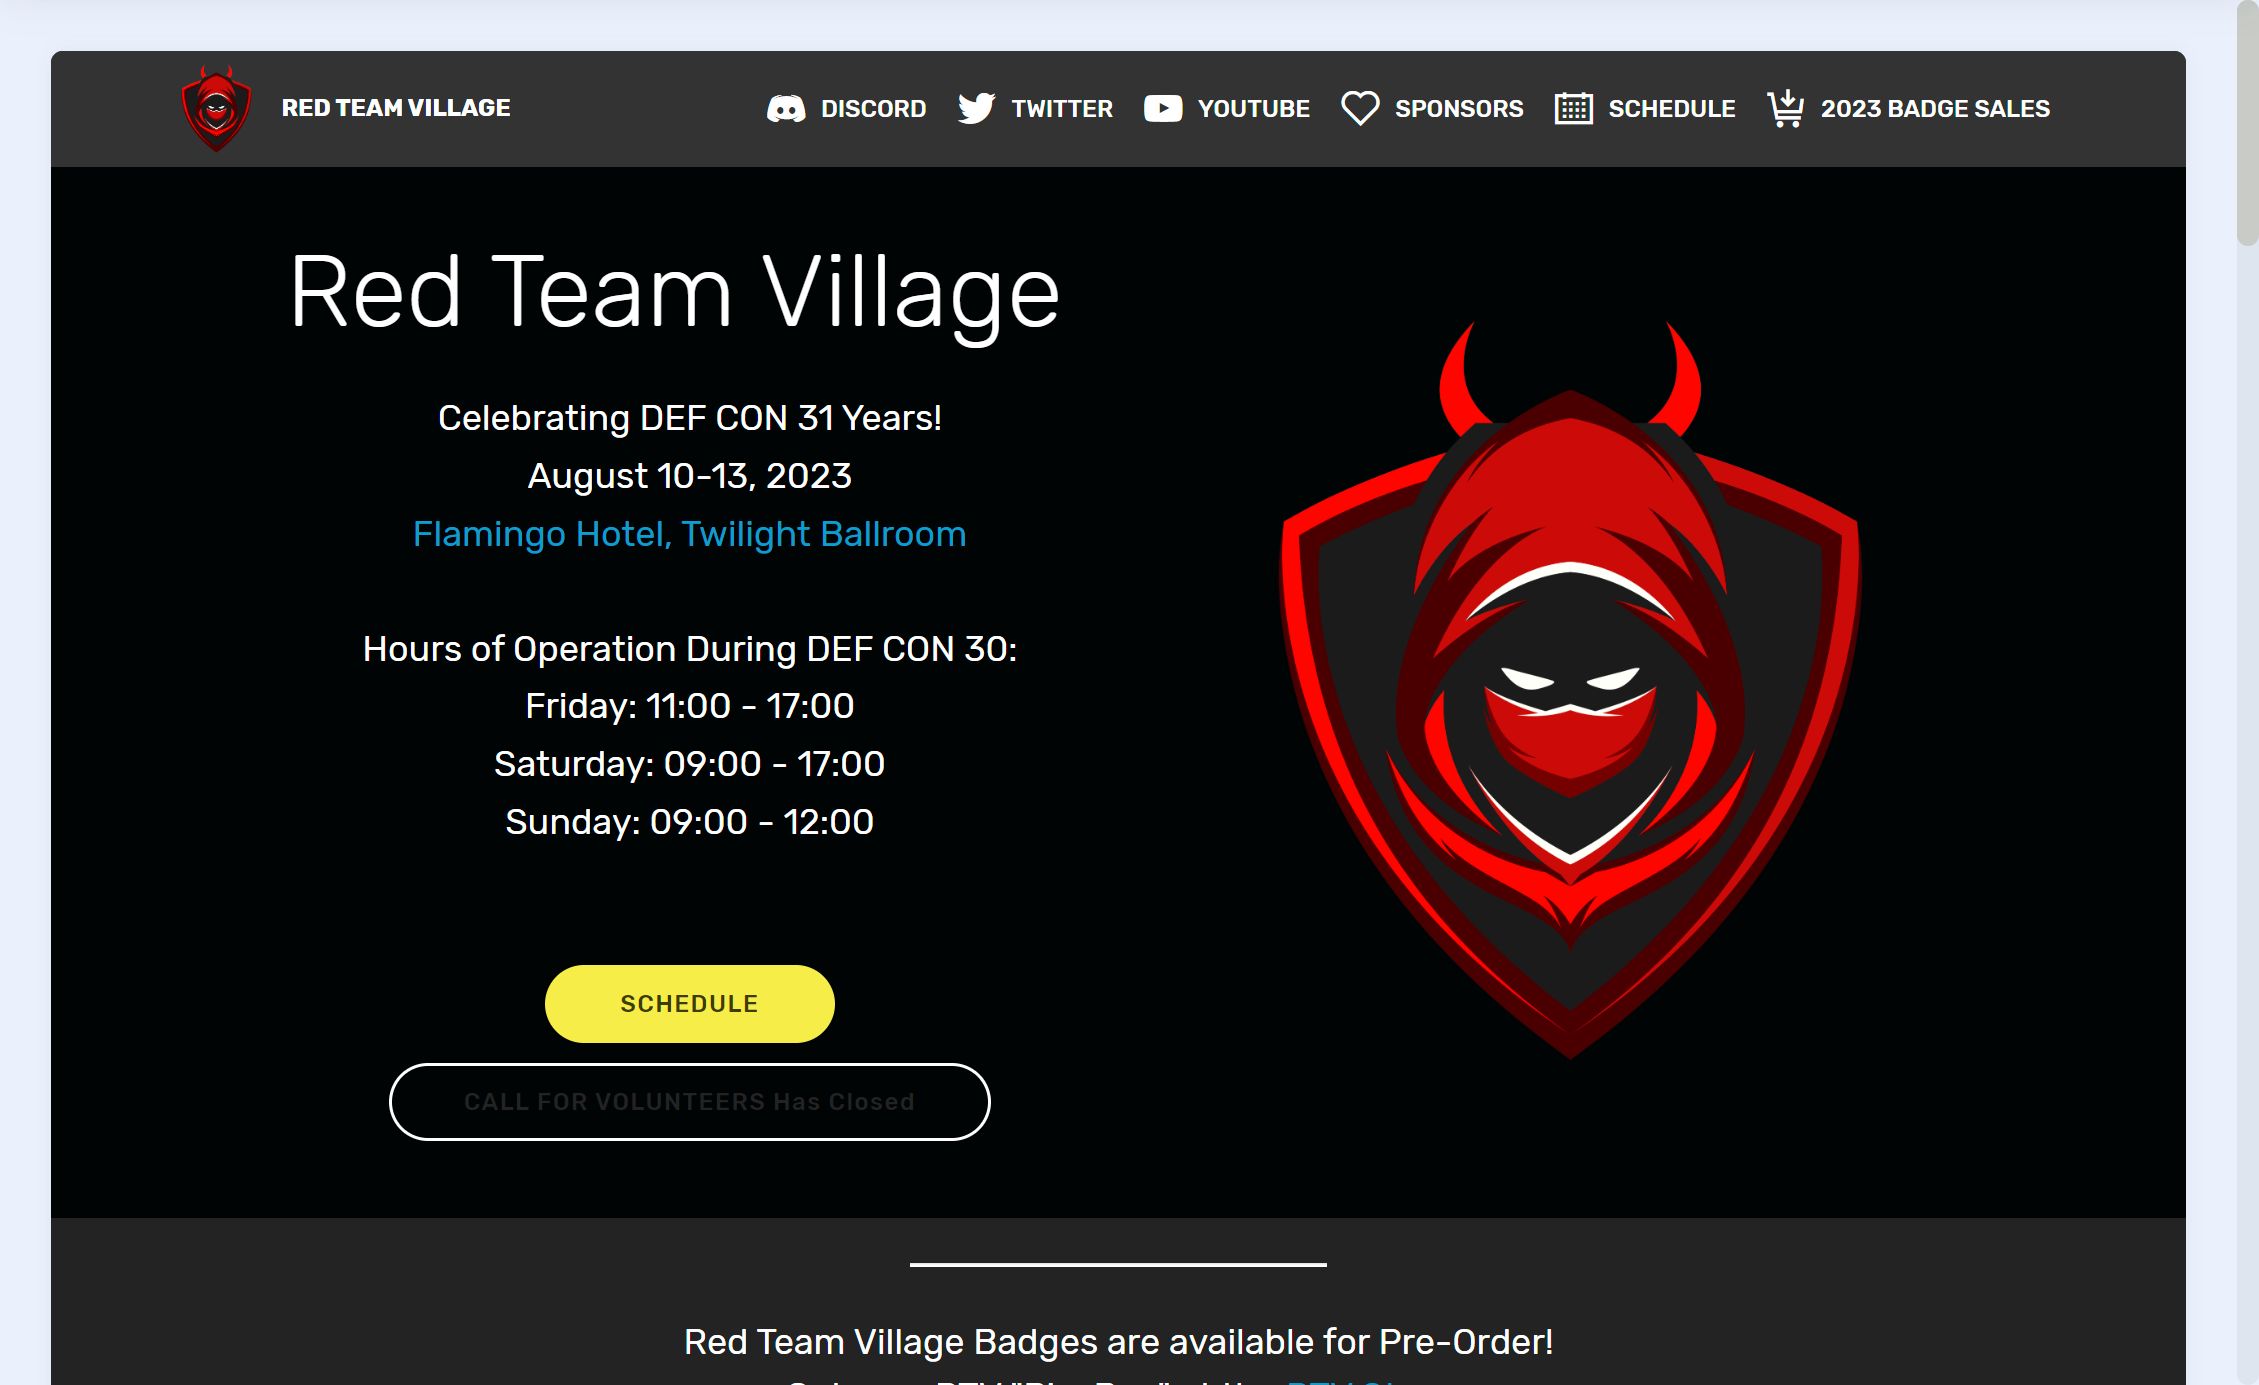 RED TEAM VILLAGE
DISCORD
TWITTER
YOUTUBE
SPONSORS
SCHEDULE
2023 BADGE SALES
Red Team Village
Celebrating DEF CON 31 Years!
August 10-13, 2023
Flamingo Hotel, Twilight Ballroom
Hours of Operation During DEF CON 30:
Friday: 11:00 - 17:00
Saturday: 09:00 - 17:00
Sunday: 09:00 - 12:00
SCHEDULE
CALL FOR VOLUNTEERS Has Closed
Red Team Village Badges are available for Pre-Order!